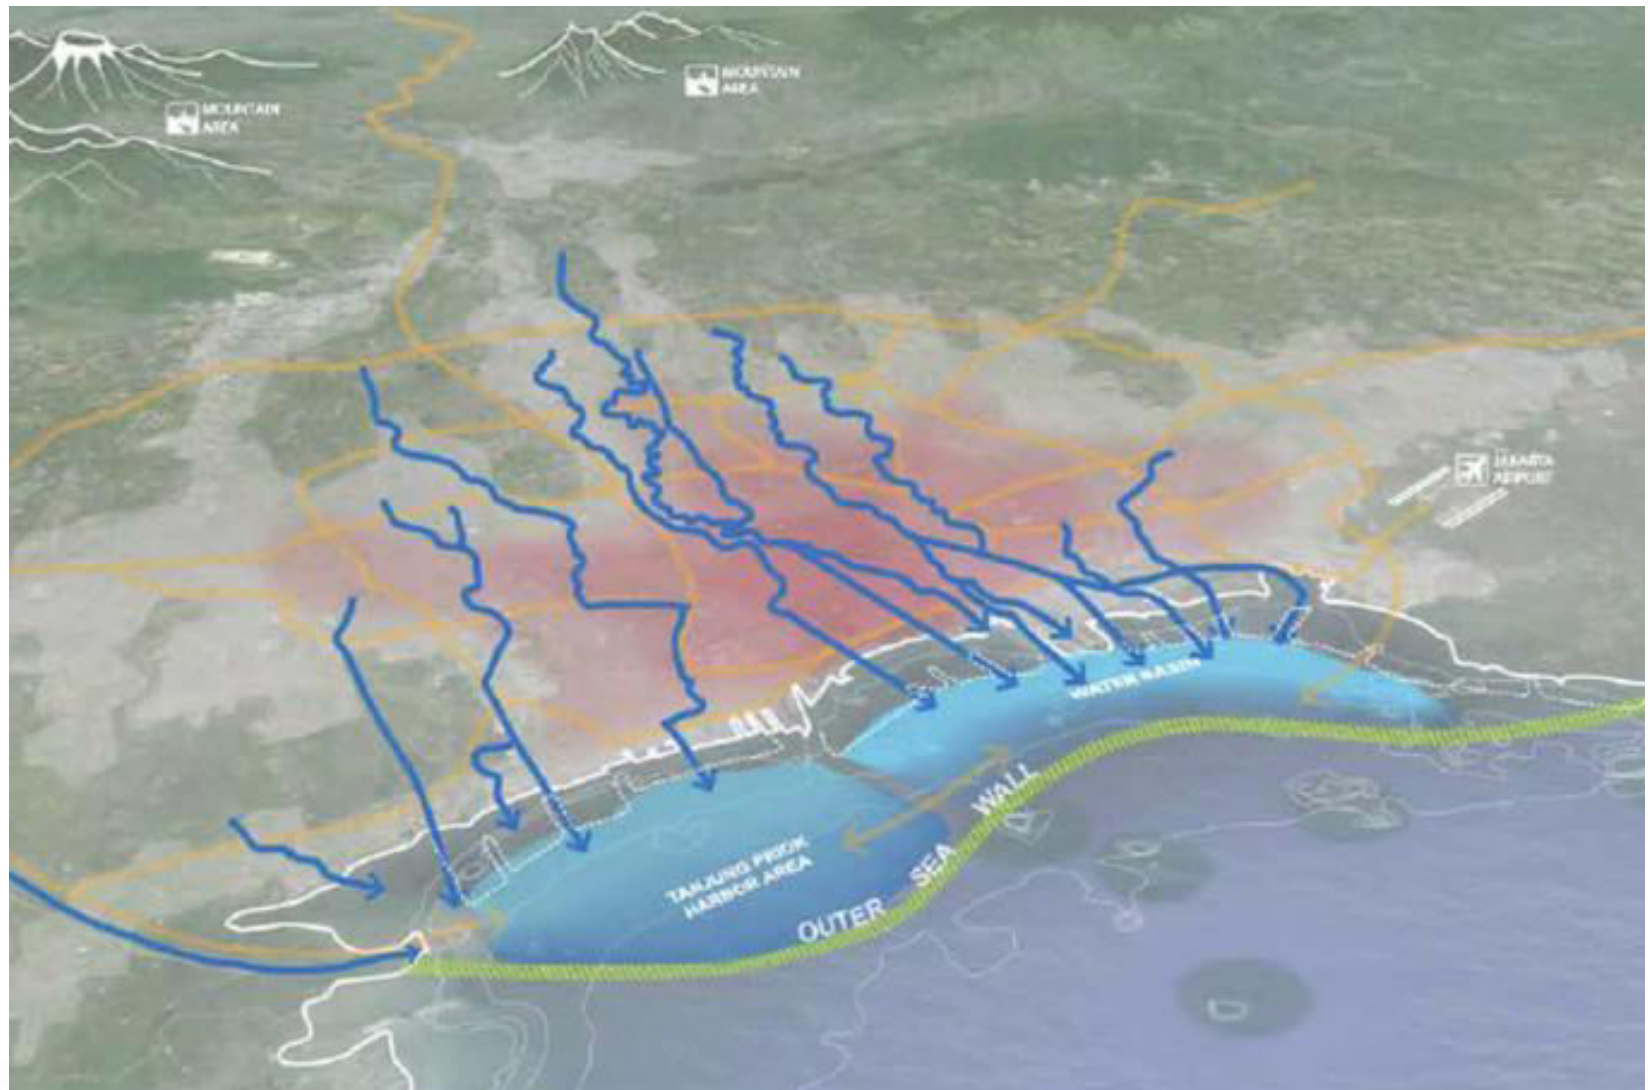 MOUNTAIN
AREA
MOUNTAIN
AREA
JAKARTA
AIRPORT
WATER BASIN
TANJUNG PRIOK
HARBOR AREA
OUTER SEA WALL